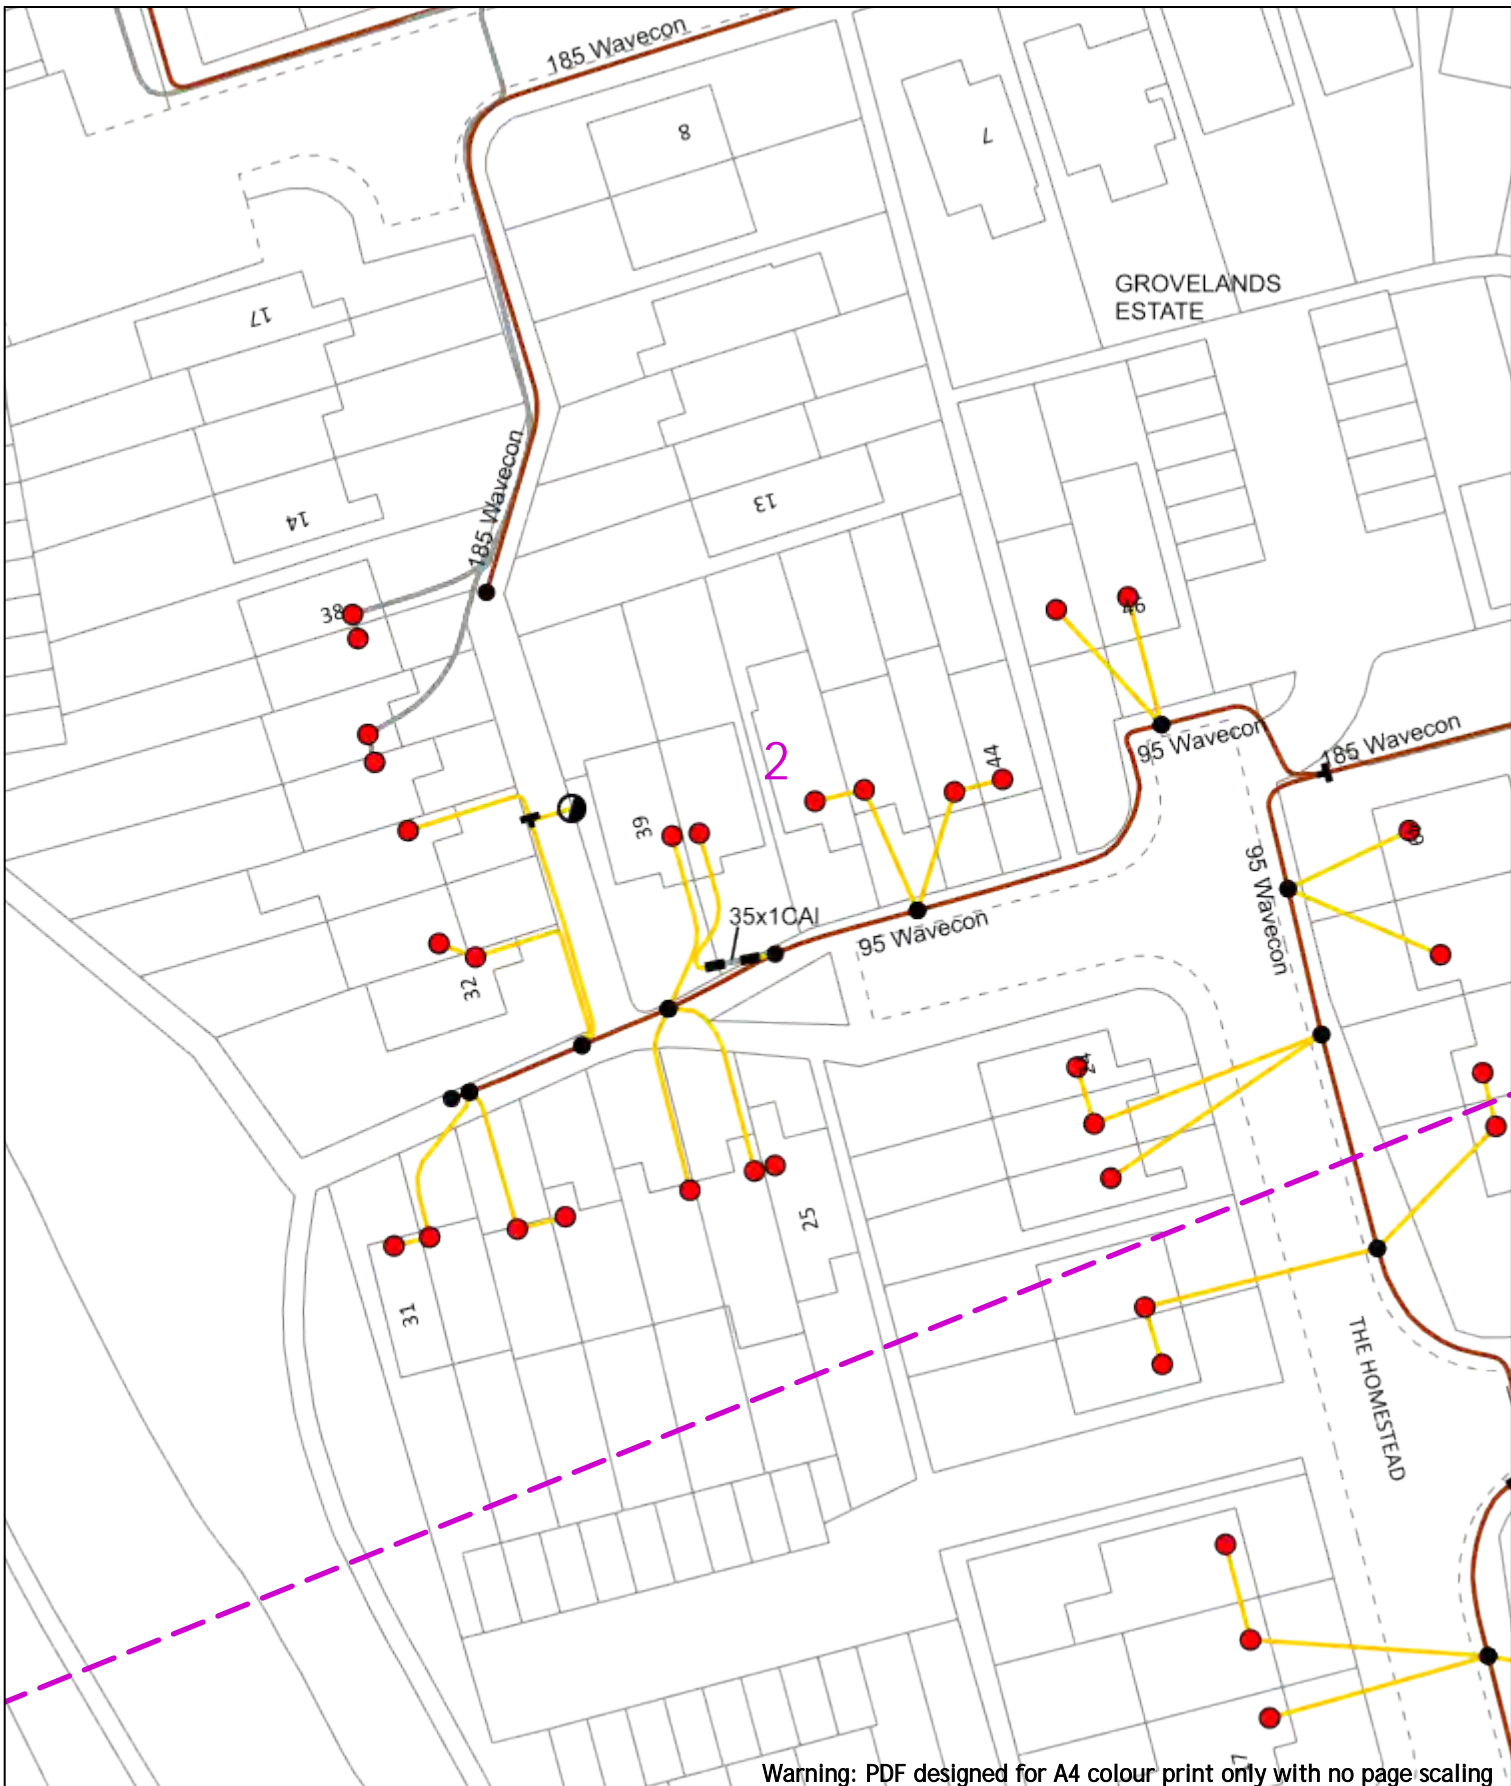 185 Wavecon
8
7
GROVELANDS
ESTATE
17
185 Wavecon
13
14
38
46
2
44
95 Wavecon
185 Wavecon
39
95 Wavecon
35x1CAI
95 Wavecon
32
24
25
31
THE HOMESTEAD
Warning: PDF designed for A4 colour print only with no page scaling